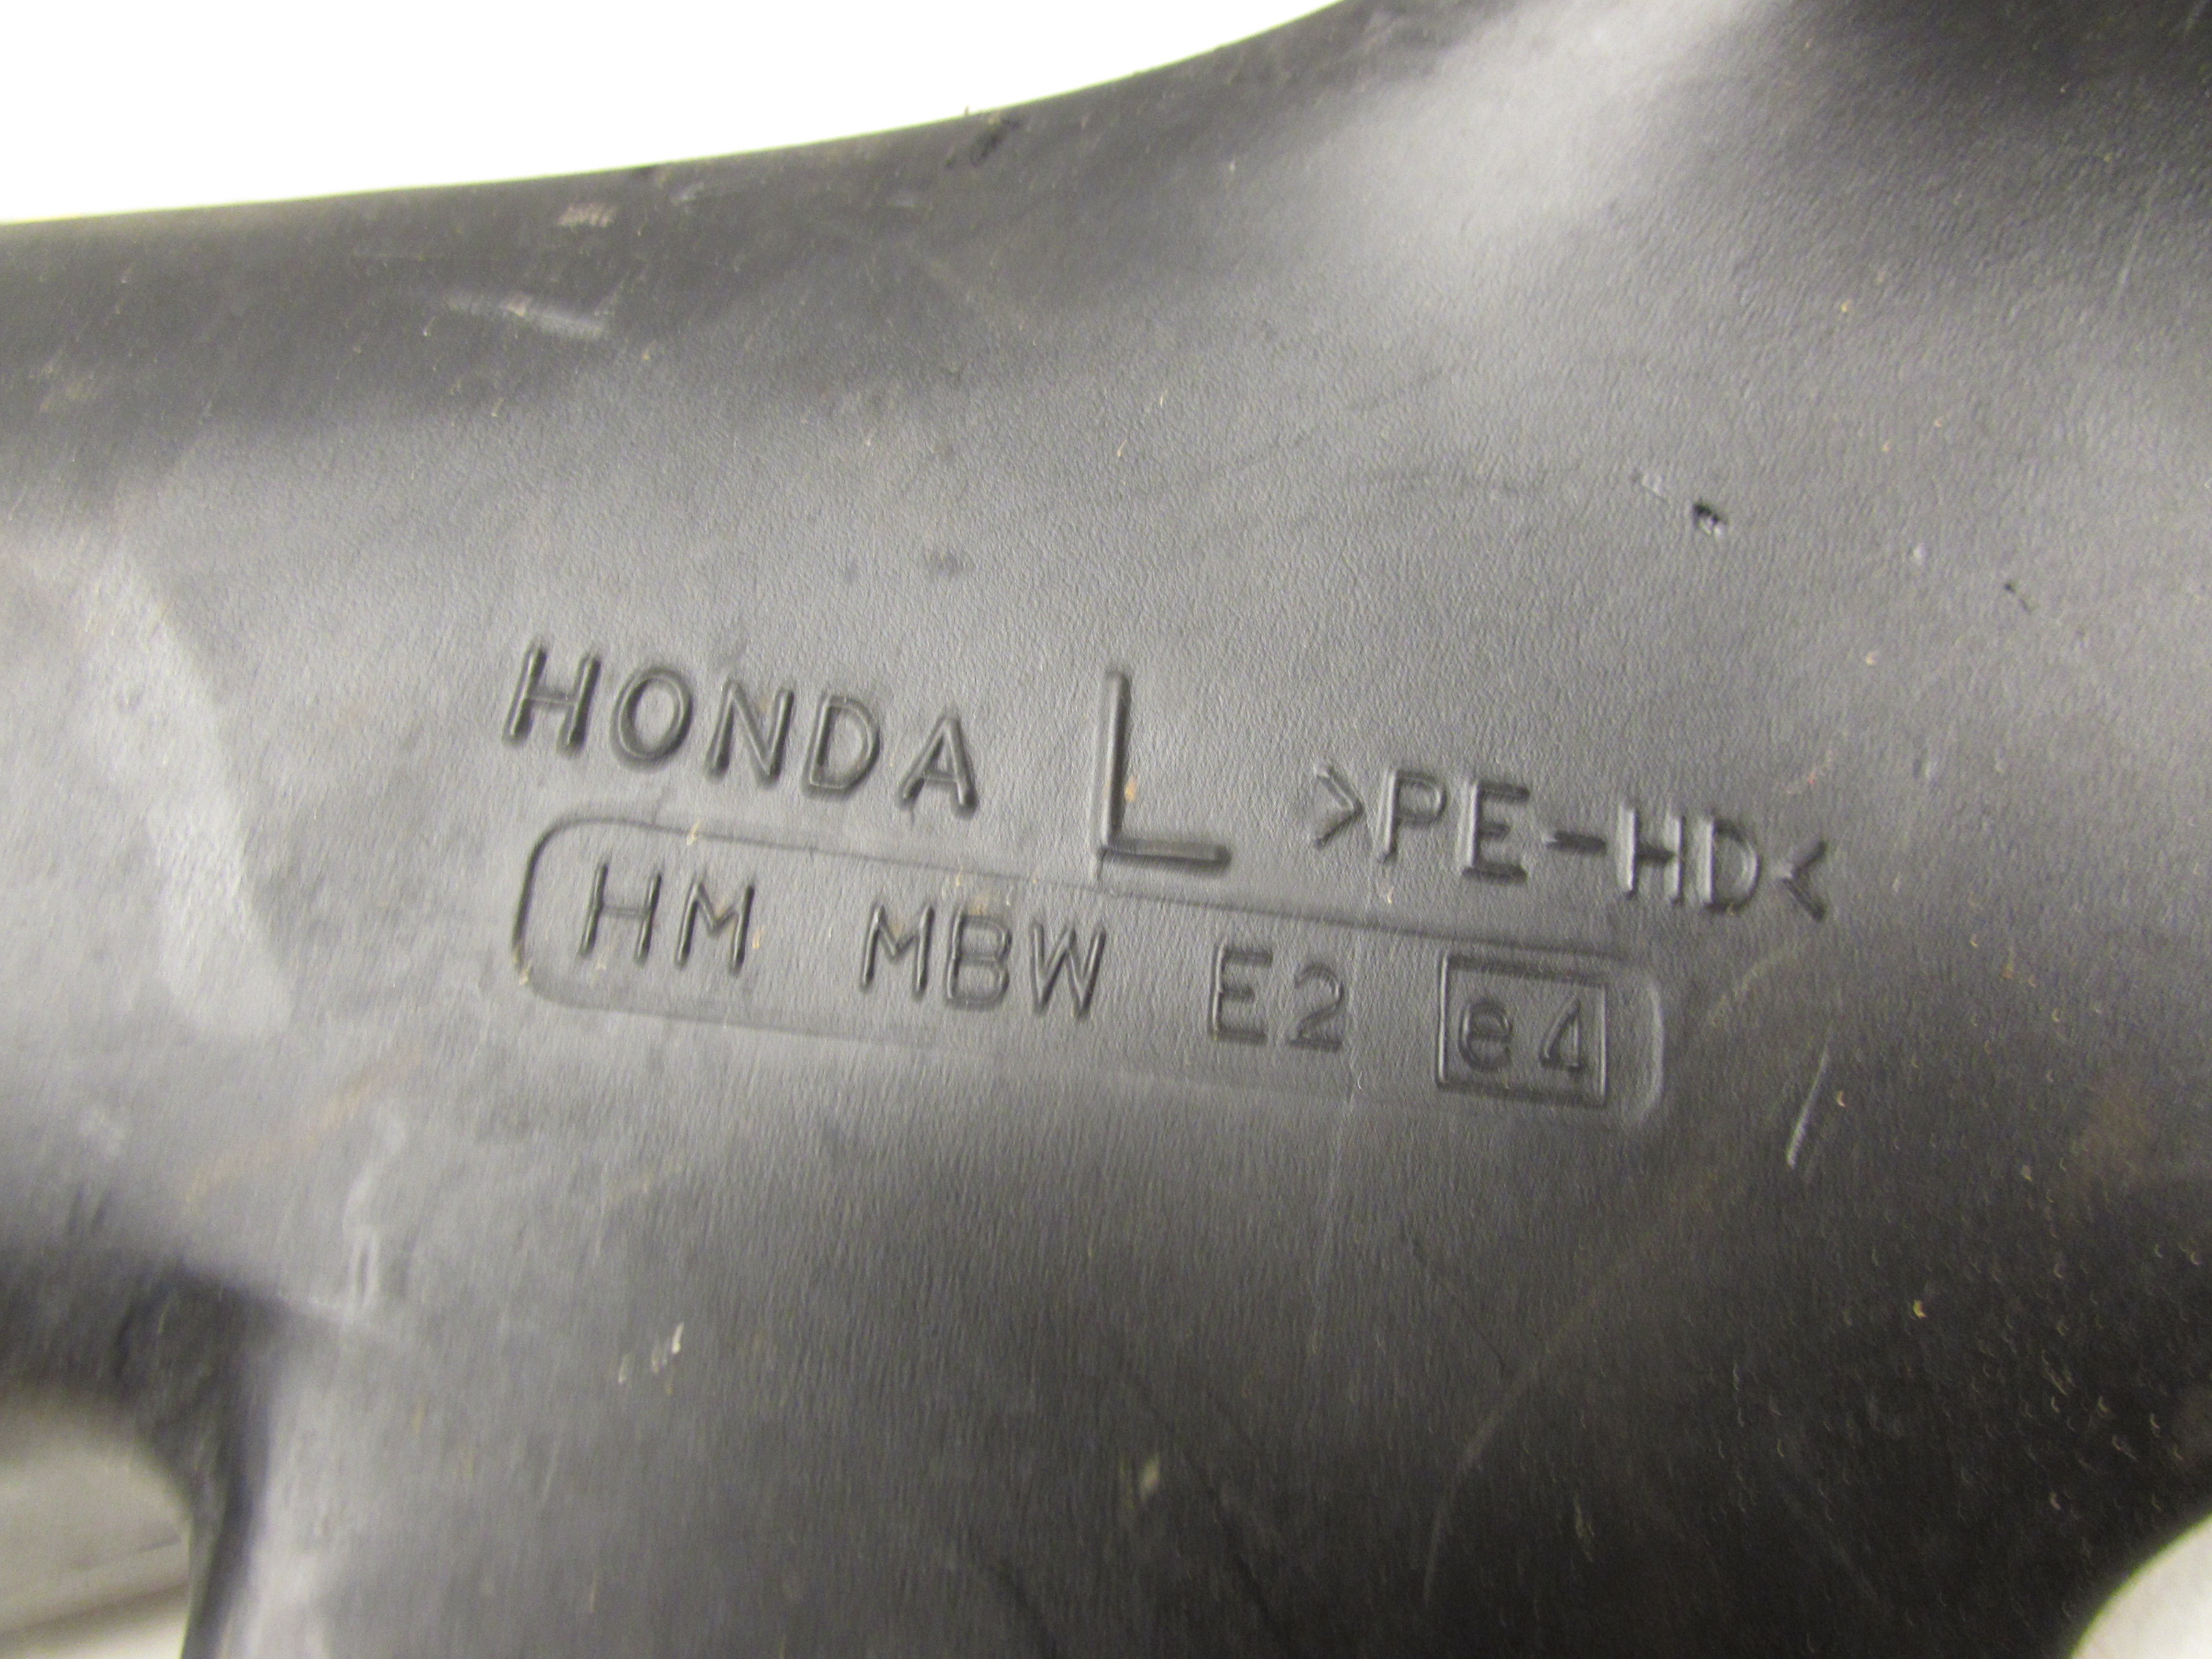 HONDA L >PE-HD<
HM MBW E2 e4